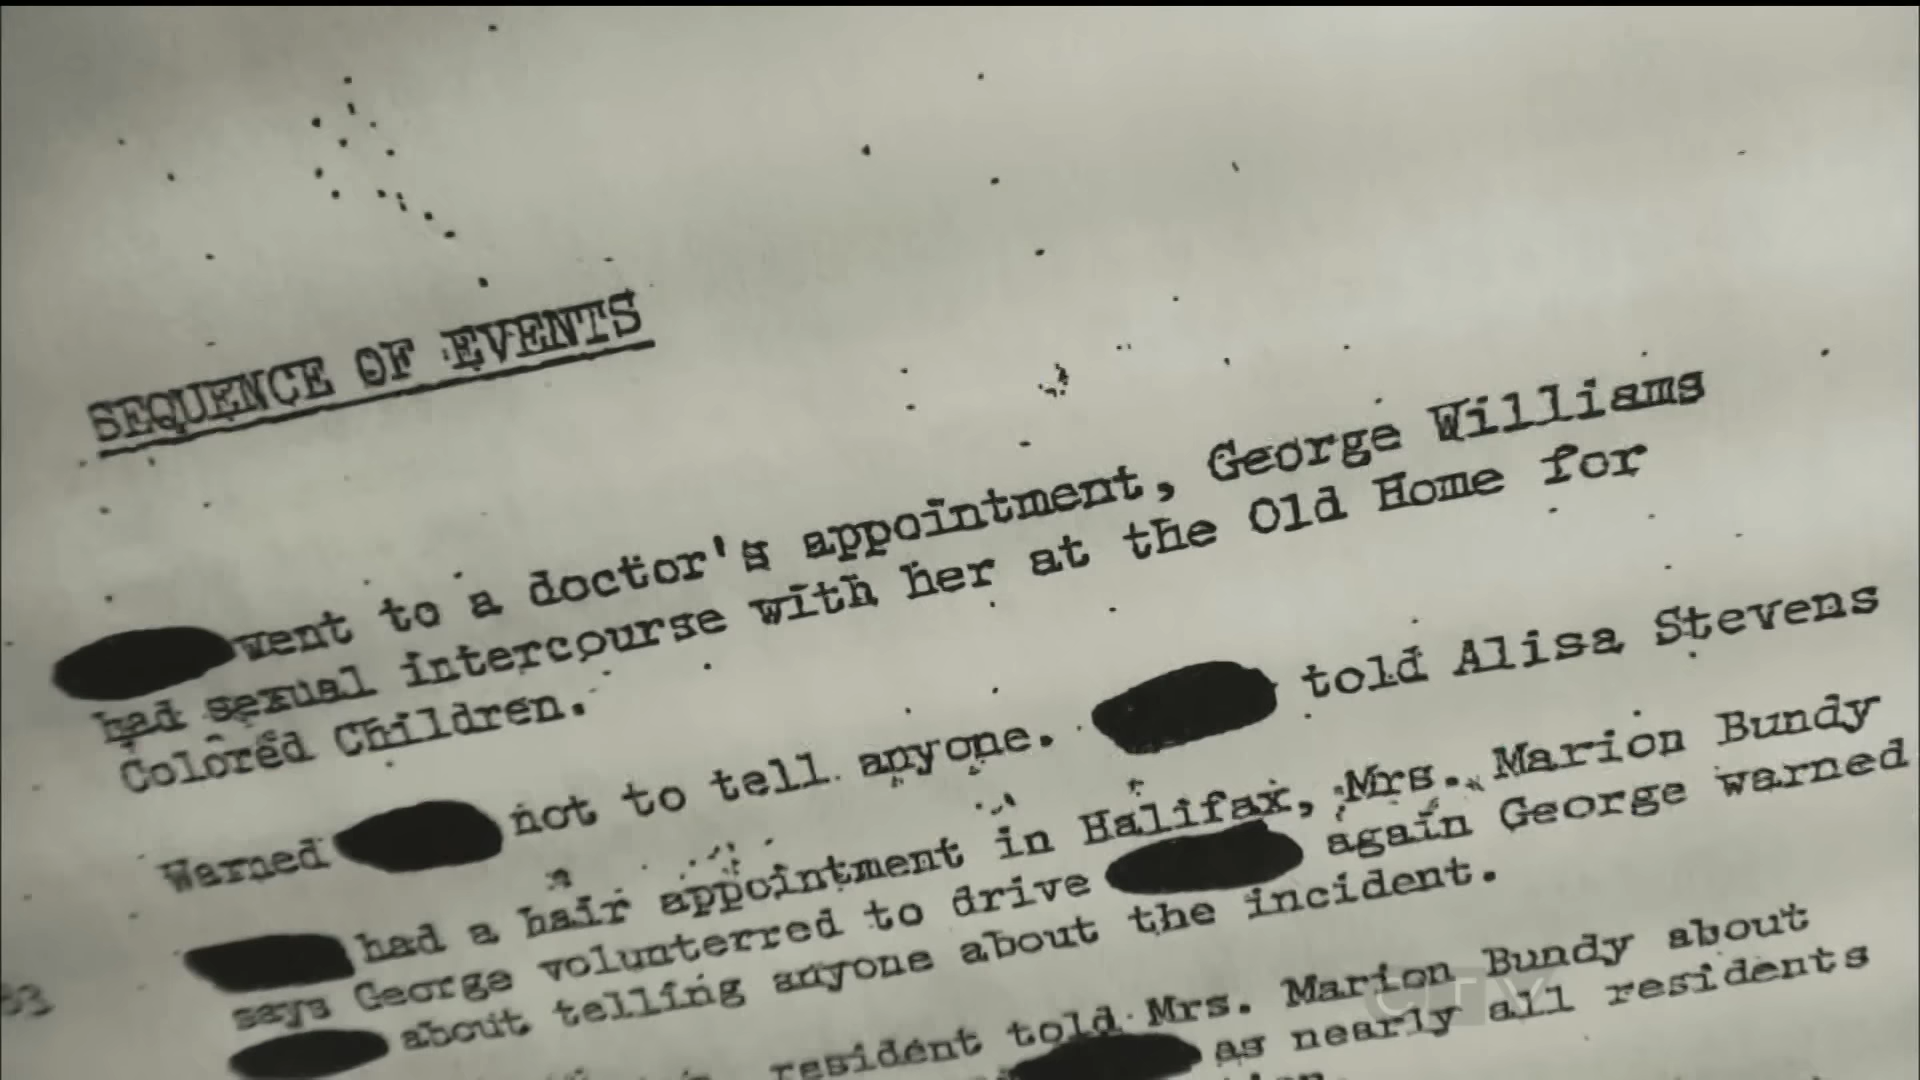 SEQUENCE OF EVENTS
went to a doctor's appointment, George Williams
had sexual intercourse with her at the Old Home for
Colored Children.
Warned not to tell anyone. told Alisa Stevens
had a hair appointment in Halifax, Mrs. Marion Bundy
says George volunterred to drive again George warned
about telling anyone about the incident.
resident told Mrs. Marion Bundy about
as nearly all residents
CTV